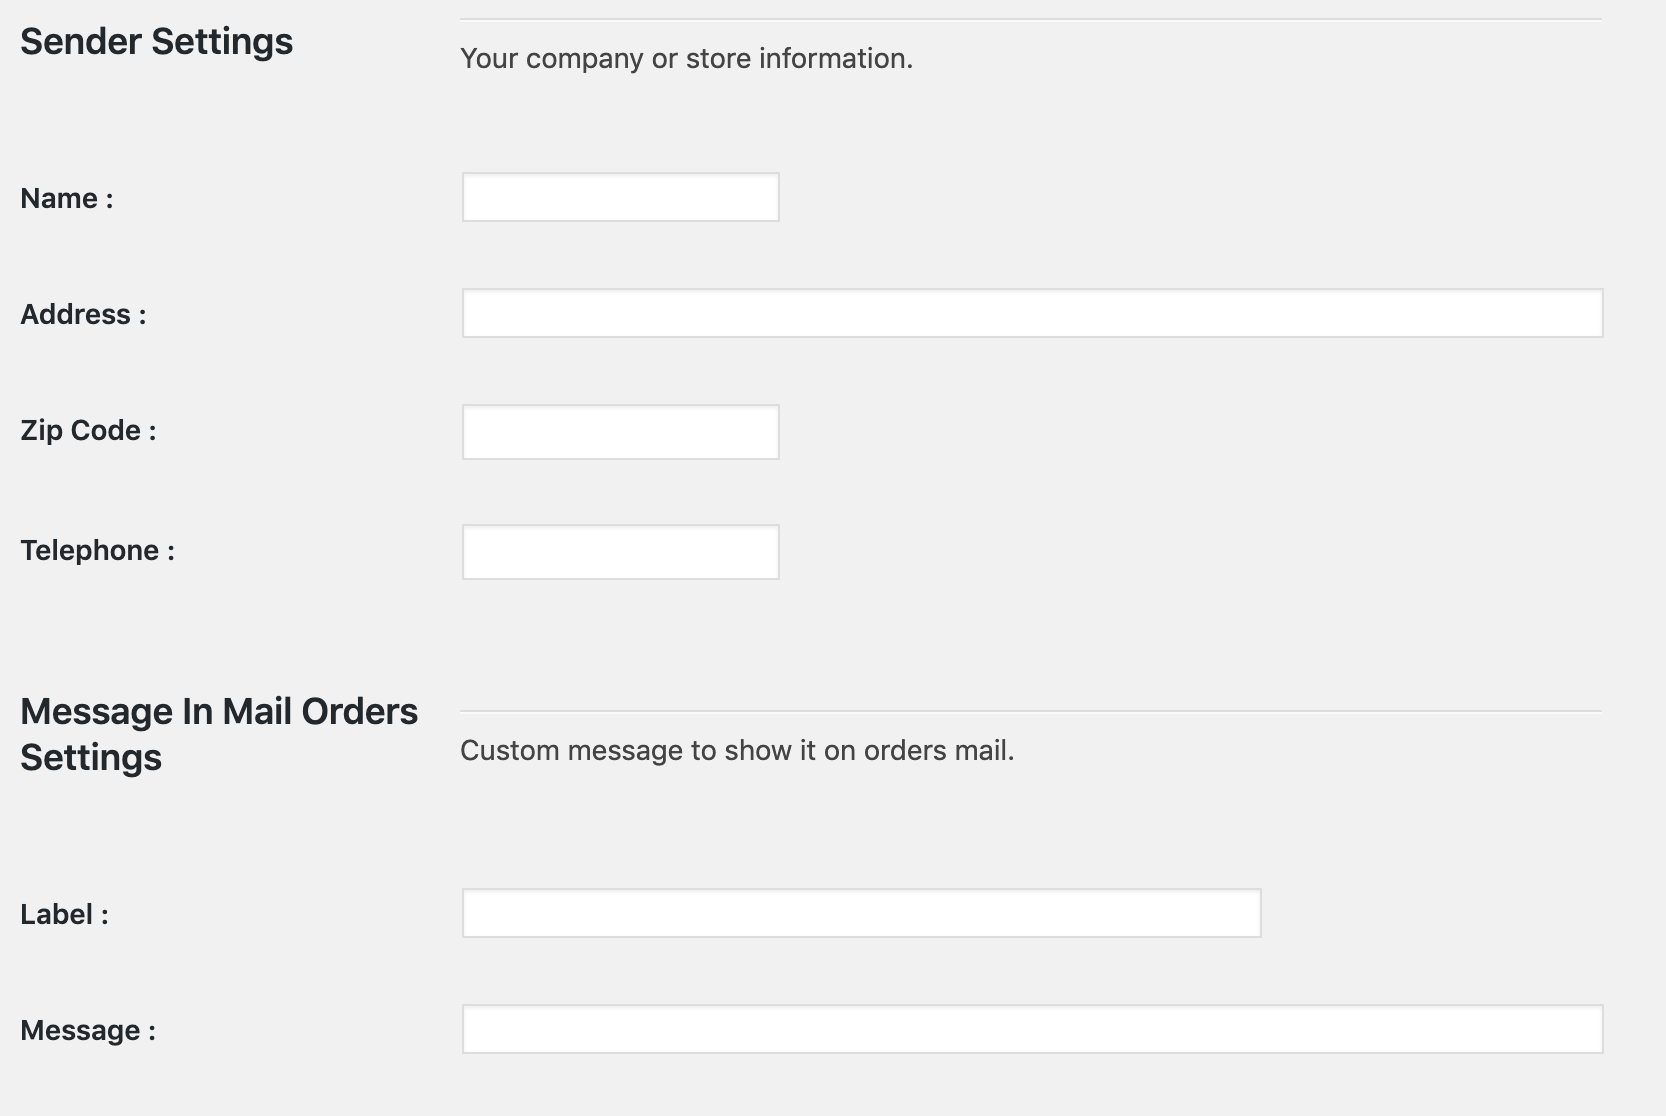 Sender Settings
Your company or store information.
Name :
Address :
Zip Code :
Telephone :
Message In Mail Orders
Settings
Custom message to show it on orders mail.
Label :
Message :